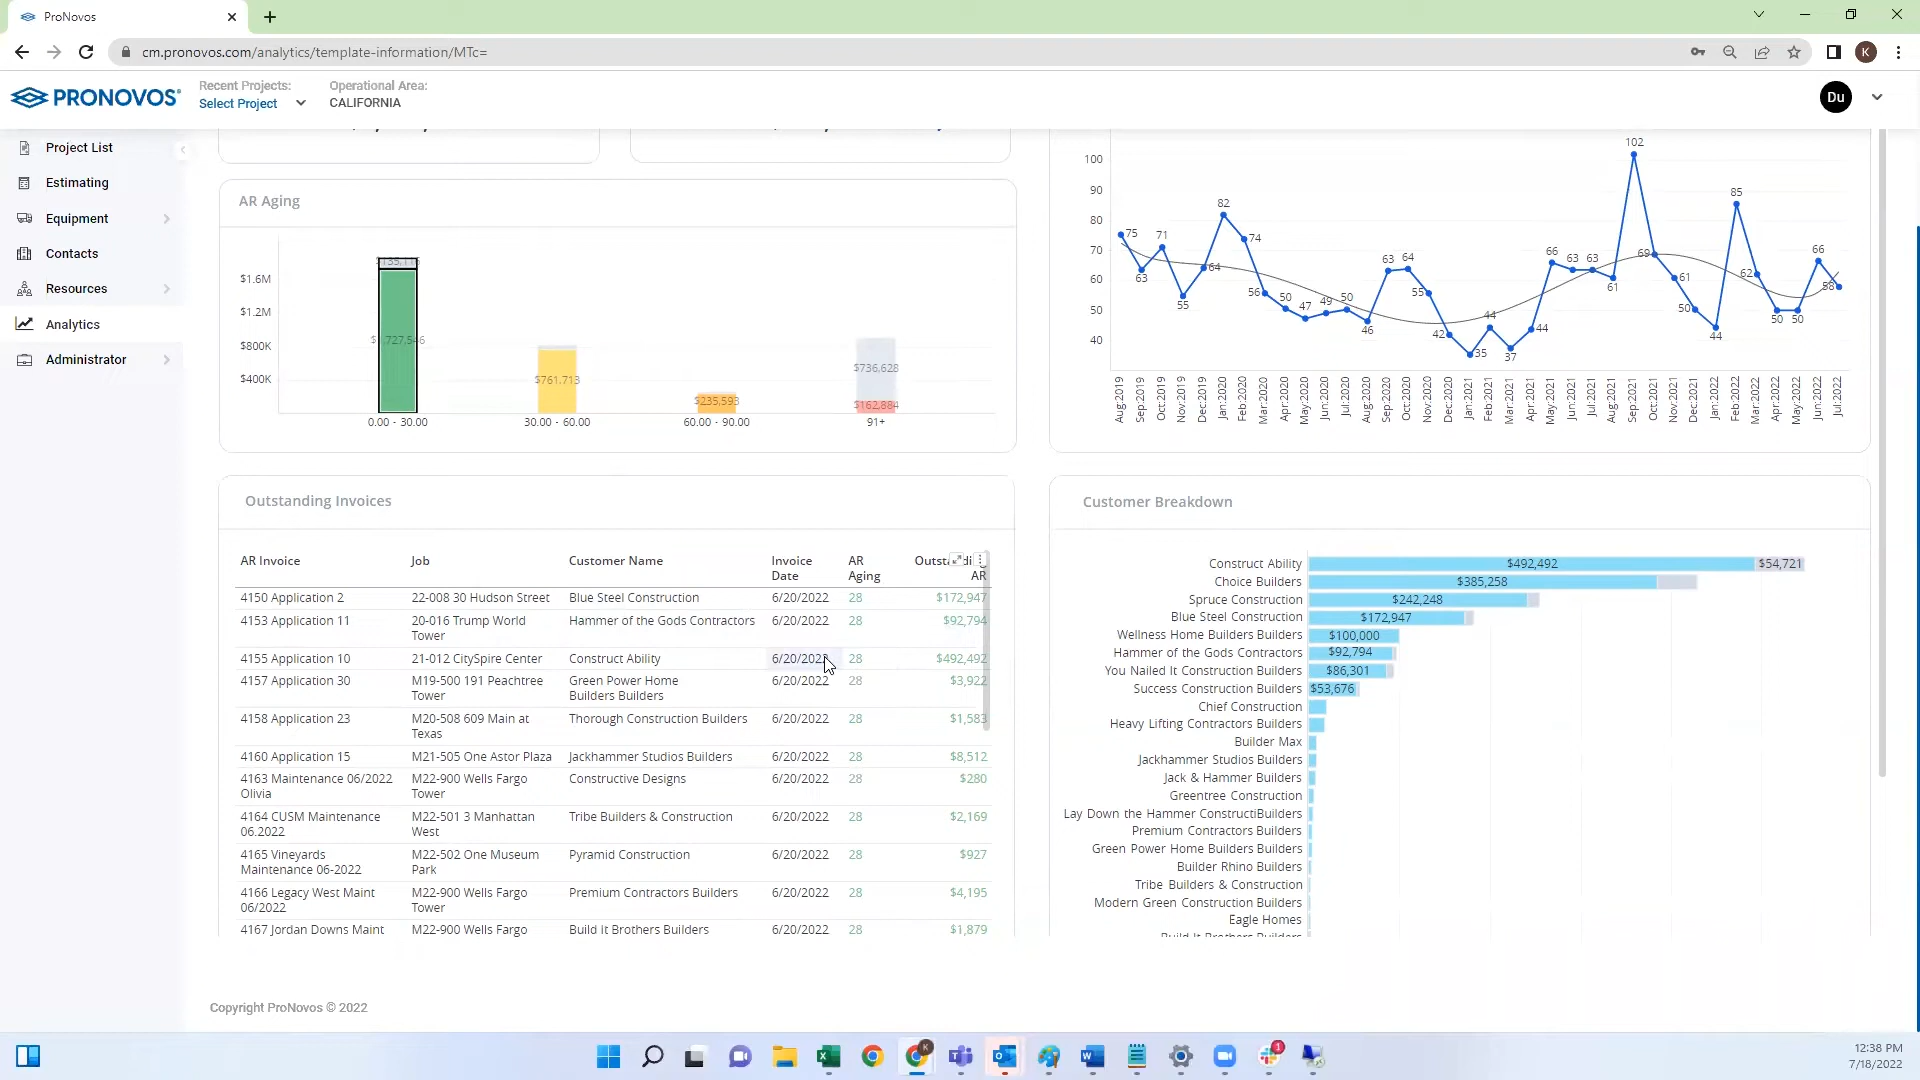 ProNovos
cm.pronovos.com/analytics/template-information/MTc=
K
PRONOVOS
Recent Projects:
Select Project
Operational Area:
CALIFORNIA
Du
Project List
Estimating
Equipment
Contacts
Resources
Analytics
Administrator
AR Aging
$1.6M
$1.2M
$800K
$400K
$761,713
$235,593
$736,628
$162,884
0.00 - 30.00
30.00 - 60.00
60.00 - 90.00
91+
100
90
80
70
60
50
40
75 63 71 55 64 82 74 56 50 47 49 50 46 63 64 55 42 35 44 37 44 66 63 63 61 102 69 61 50 44 85 62 50 50 66 58
Aug:2019 Sep:2019 Oct:2019 Nov:2019 Dec:2019 Jan:2020 Feb:2020 Mar:2020 Apr:2020 May:2020 Jun:2020 Jul:2020 Aug:2020 Sep:2020 Oct:2020 Nov:2020 Dec:2020 Jan:2021 Feb:2021 Mar:2021 Apr:2021 May:2021 Jun:2021 Jul:2021 Aug:2021 Sep:2021 Oct:2021 Nov:2021 Dec:2021 Jan:2022 Feb:2022 Mar:2022 Apr:2022 May:2022 Jun:2022 Jul:2022
Outstanding Invoices
AR Invoice Job Customer Name Invoice Date AR Aging AR
4150 Application 2 22-008 30 Hudson Street Blue Steel Construction 6/20/2022 28 $172,947
4153 Application 11 20-016 Trump World Tower Hammer of the Gods Contractors 6/20/2022 28 $92,794
4155 Application 10 21-012 CitySpire Center Construct Ability 6/20/2022 28 $492,492
4157 Application 30 M19-500 191 Peachtree Tower Green Power Home Builders Builders 6/20/2022 28 $3,922
4158 Application 23 M20-508 609 Main at Texas Thorough Construction Builders 6/20/2022 28 $1,583
4160 Application 15 M21-505 One Astor Plaza Jackhammer Studios Builders 6/20/2022 28 $8,512
4163 Maintenance 06/2022 Olivia M22-900 Wells Fargo Tower Constructive Designs 6/20/2022 28 $280
4164 CUSM Maintenance 06.2022 M22-501 3 Manhattan West Tribe Builders & Construction 6/20/2022 28 $2,169
4165 Vineyards Maintenance 06-2022 M22-502 One Museum Park Pyramid Construction 6/20/2022 28 $927
4166 Legacy West Maint 06/2022 M22-900 Wells Fargo Tower Premium Contractors Builders 6/20/2022 28 $4,195
4167 Jordan Downs Maint M22-900 Wells Fargo Build It Brothers Builders 6/20/2022 28 $1,879
Customer Breakdown
Construct Ability $492,492 $54,721
Choice Builders $385,258
Spruce Construction $242,248
Blue Steel Construction $172,947
Wellness Home Builders Builders $100,000
Hammer of the Gods Contractors $92,794
You Nailed It Construction Builders $86,301
Success Construction Builders $53,676
Chief Construction
Heavy Lifting Contractors Builders
Builder Max
Jackhammer Studios Builders
Jack & Hammer Builders
Greentree Construction
Lay Down the Hammer ConstructiBuilders
Premium Contractors Builders
Green Power Home Builders Builders
Builder Rhino Builders
Tribe Builders & Construction
Modern Green Construction Builders
Eagle Homes
Build It Brothers Builders
Copyright ProNovos © 2022
12:38 PM
7/18/2022